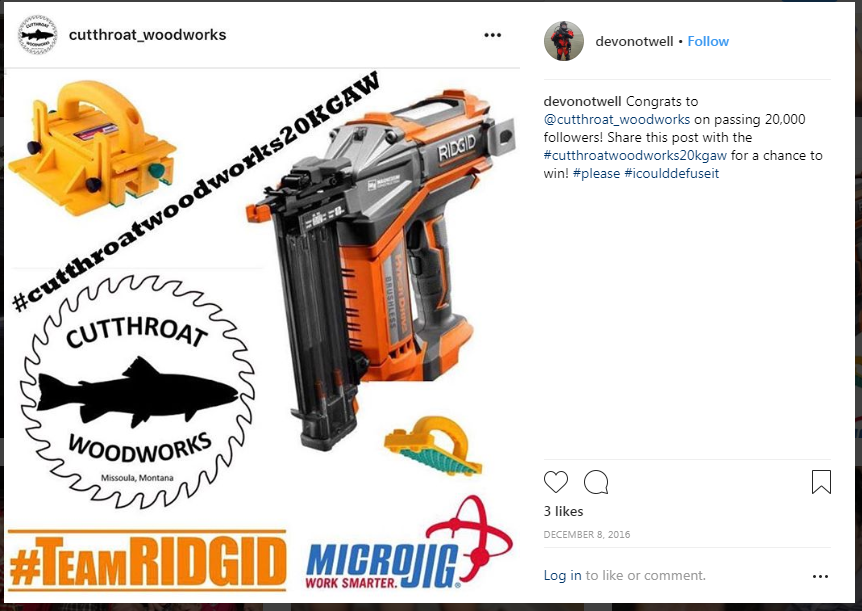 cutthroat_woodworks
#cutthroatwoodworks20KGAW
RIDGID
BRUSHLESS
CUTTHROAT
WOODWORKS
Missoula, Montana
#TEAMRIDGID
MICROJIG
WORK SMARTER.
devonotwell • Follow
devonotwell Congrats to
@cutthroat_woodworks on passing 20,000
followers! Share this post with the
#cutthroatwoodworks20kgaw for a chance to
win! #please #icoulddefuseit
3 likes
DECEMBER 8, 2016
Log in to like or comment.